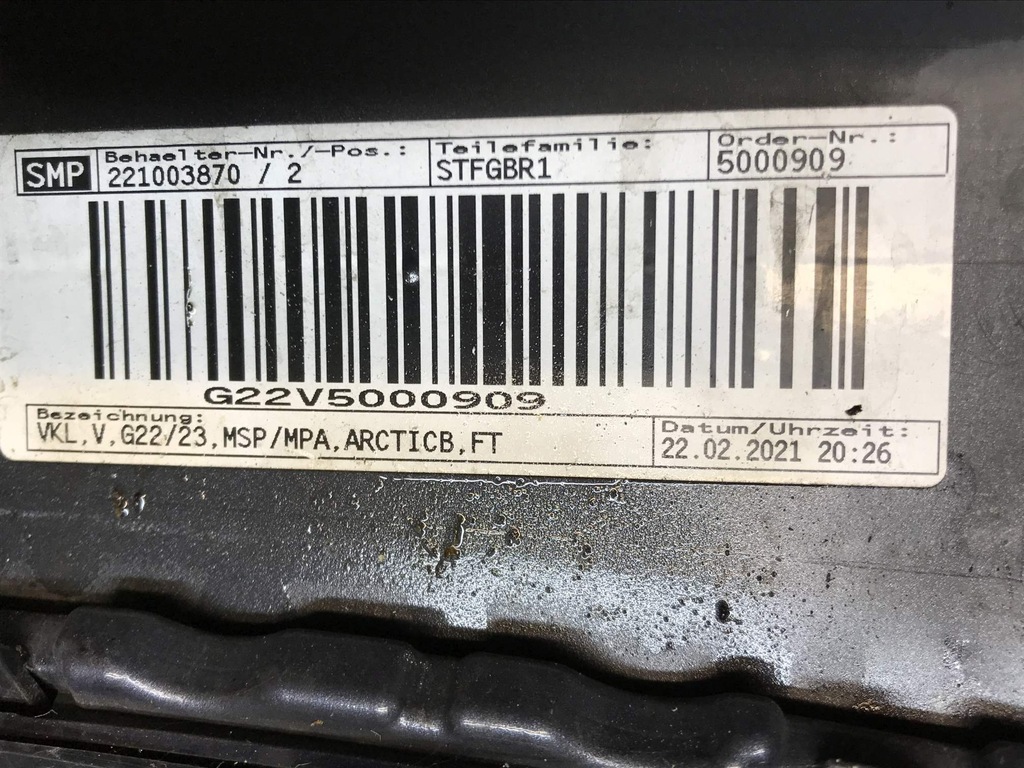 SMP
Behaelter-Nr./-Pos.: Teilefamilie: Order-Nr.:
221003870 / 2 STFGBR1 5000909
G22V5000909
Bezeichnung: Datum/Uhrzeit:
VKL,V,G22/23,MSP/MPA,ARCTICB,FT 22.02.2021 20:26